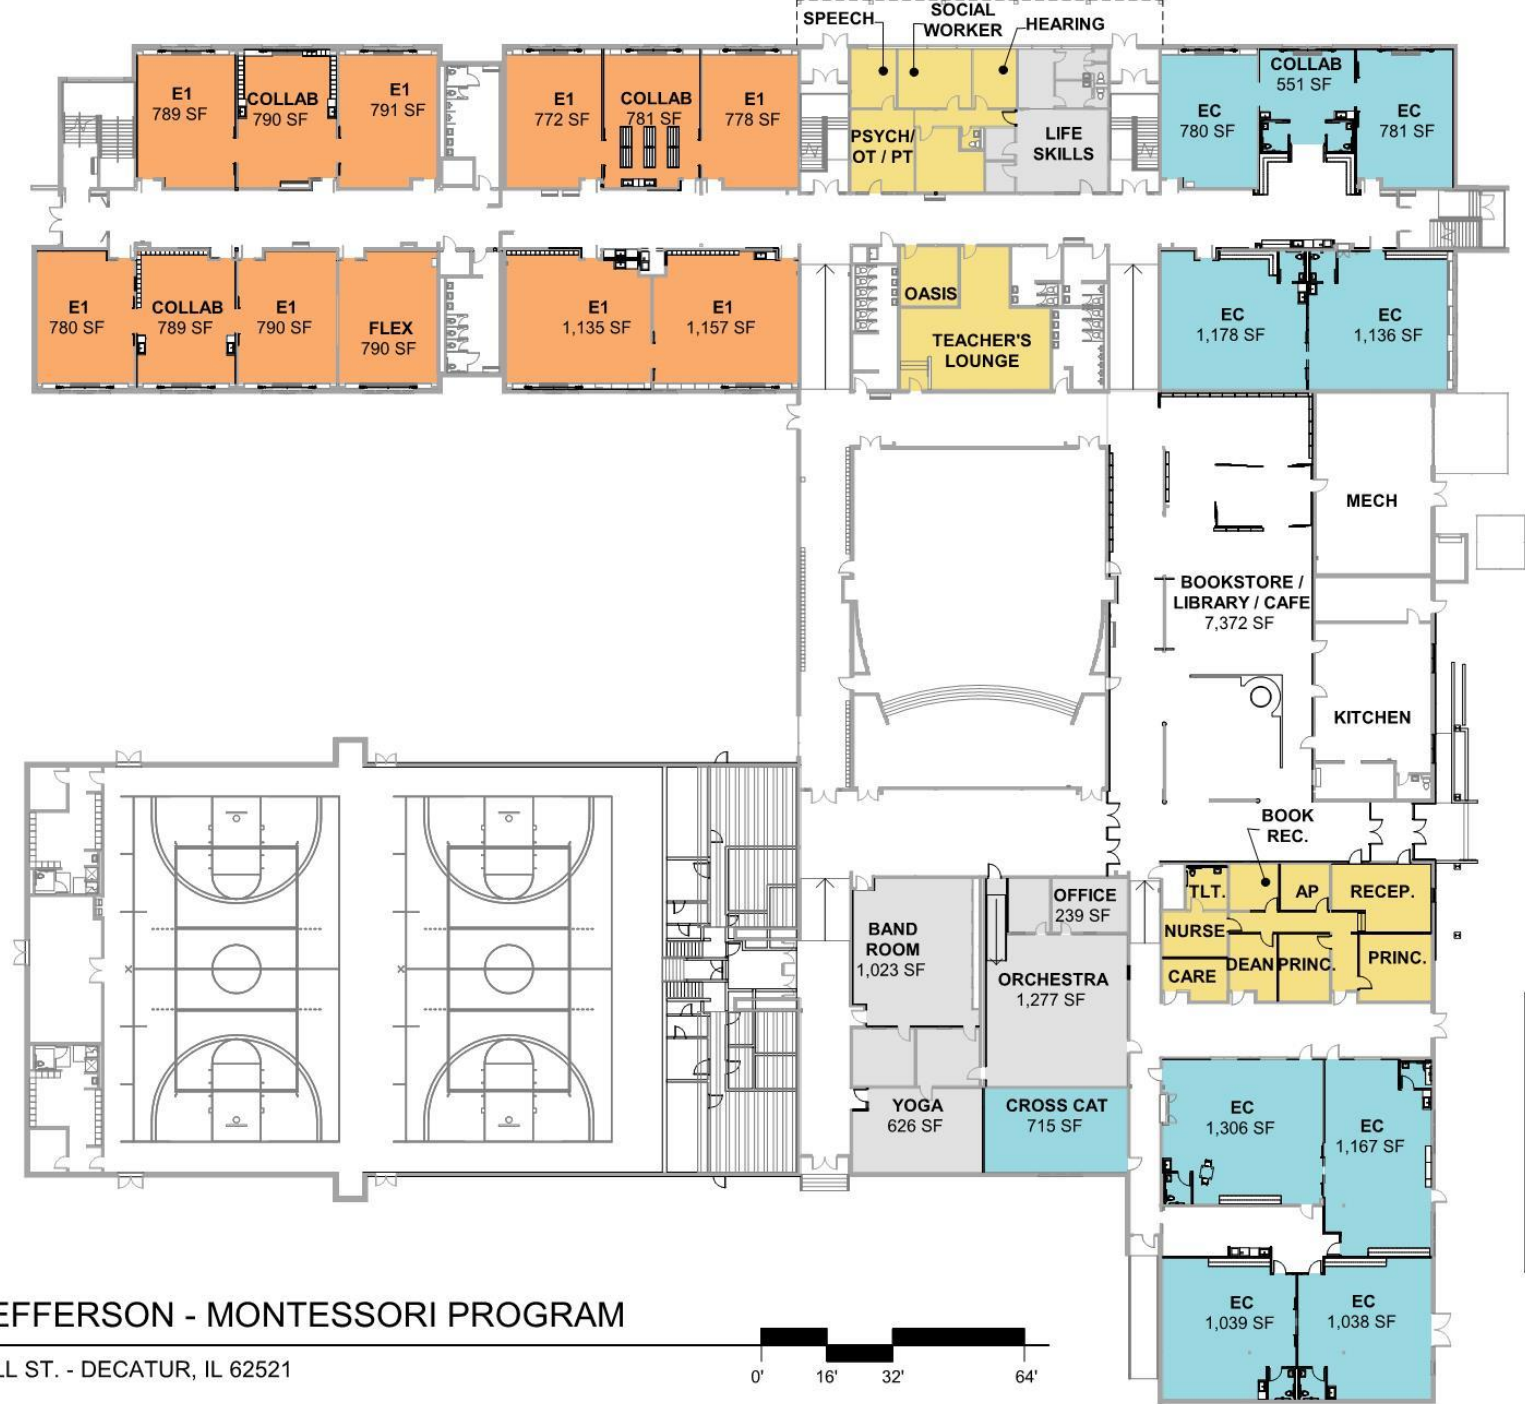 SPEECH
SOCIAL
WORKER
HEARING
E1
789 SF
COLLAB
790 SF
E1
791 SF
E1
772 SF
COLLAB
781 SF
E1
778 SF
PSYCH/
OT / PT
LIFE
SKILLS
EC
780 SF
COLLAB
551 SF
EC
781 SF
E1
780 SF
COLLAB
789 SF
E1
790 SF
FLEX
790 SF
E1
1,135 SF
E1
1,157 SF
OASIS
TEACHER'S
LOUNGE
EC
1,178 SF
EC
1,136 SF
MECH
BOOKSTORE /
LIBRARY / CAFE
7,372 SF
KITCHEN
BOOK
REC.
TLT.
AP
RECEP.
NURSE
DEAN
PRINC.
PRINC.
CARE
BAND
ROOM
1,023 SF
OFFICE
239 SF
ORCHESTRA
1,277 SF
YOGA
626 SF
CROSS CAT
715 SF
EC
1,306 SF
EC
1,167 SF
EC
1,039 SF
EC
1,038 SF
EFFERSON - MONTESSORI PROGRAM
LL ST. - DECATUR, IL 62521
0' 16' 32' 64'